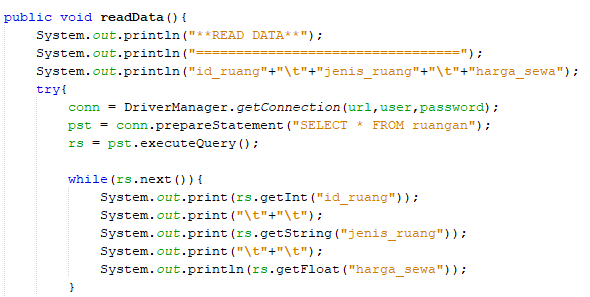 public void readData(){
System.out.println("**READ DATA**");
System.out.println("=================================");
System.out.println("id_ruang"+"\t"+"jenis_ruang"+"\t"+"harga_sewa");
try{
conn = DriverManager.getConnection(url,user,password);
pst = conn.prepareStatement("SELECT * FROM ruangan");
rs = pst.executeQuery();
while(rs.next()){
System.out.print(rs.getInt("id_ruang"));
System.out.print("\t"+"\t");
System.out.print(rs.getString("jenis_ruang"));
System.out.print("\t"+"\t");
System.out.println(rs.getFloat("harga_sewa"));
}